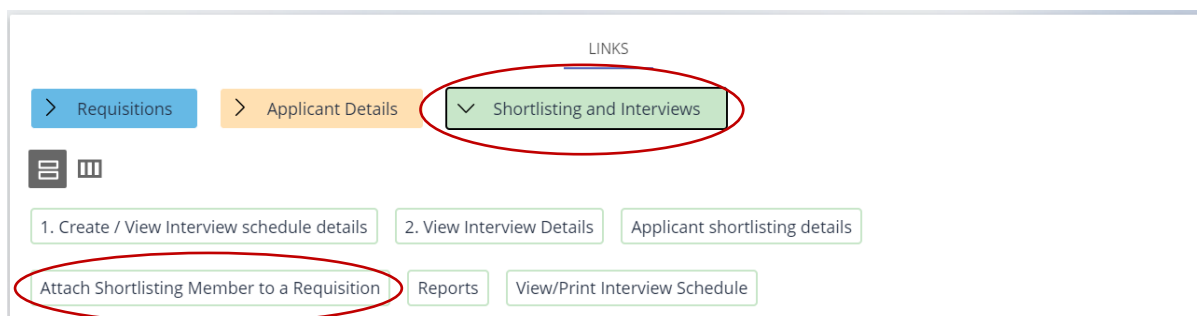 LINKS
Requisitions Applicant Details Shortlisting and Interviews
1. Create / View Interview schedule details 2. View Interview Details Applicant shortlisting details
Attach Shortlisting Member to a Requisition Reports View/Print Interview Schedule